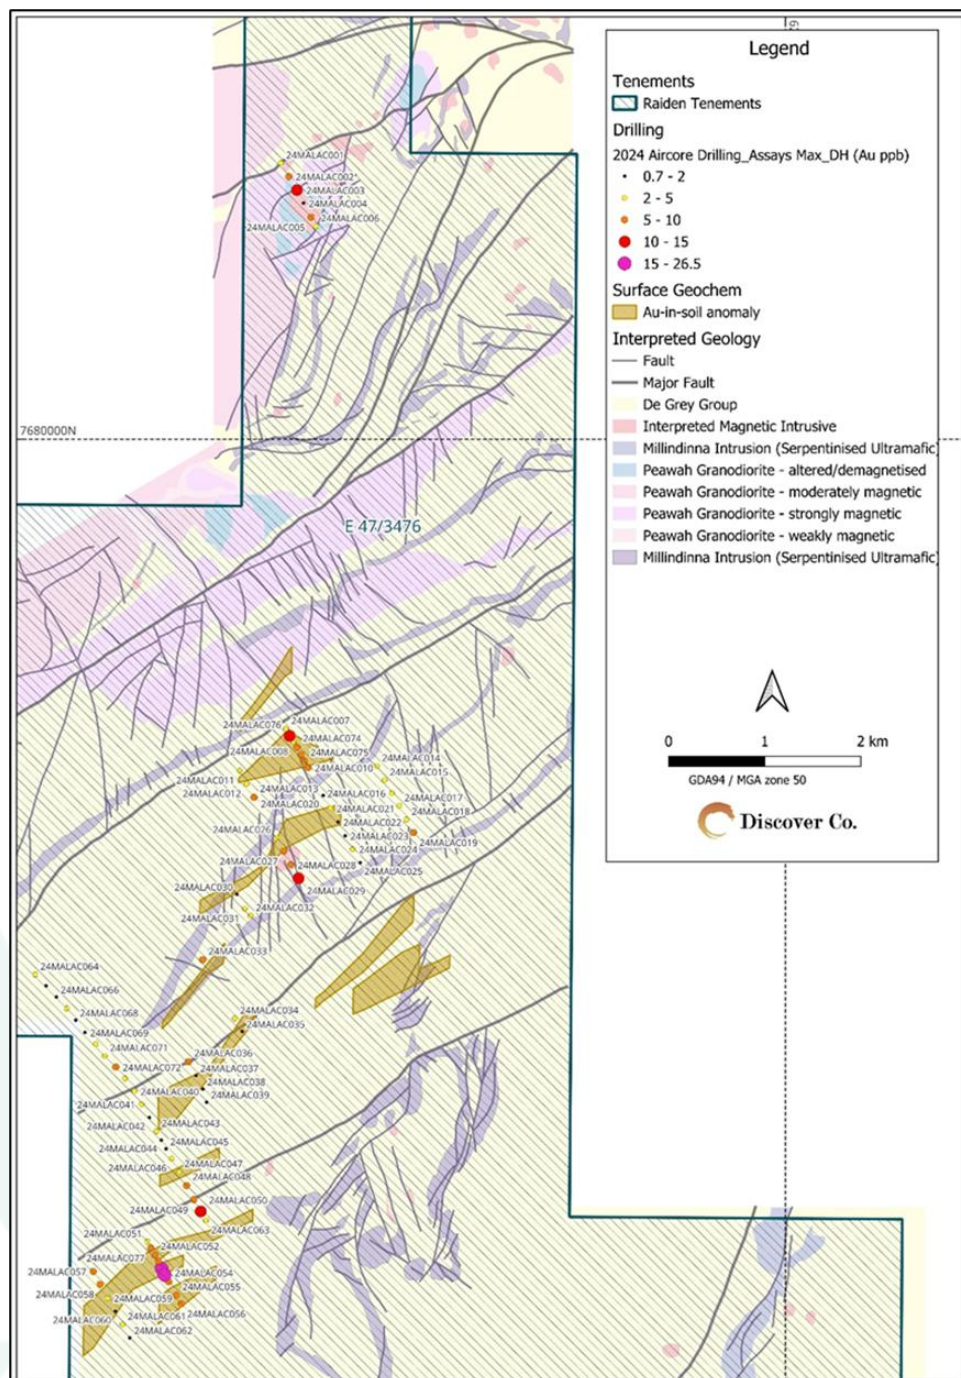 Legend
Tenements
Raiden Tenements
Drilling
2024 Aircore Drilling_Assays Max_DH (Au ppb)
0.7 - 2
2 - 5
5 - 10
10 - 15
15 - 26.5
Surface Geochem
Au-in-soil anomaly
Interpreted Geology
Fault
Major Fault
De Grey Group
Interpreted Magnetic Intrusive
Millindinna Intrusion (Serpentinised Ultramafic)
Peawah Granodiorite - altered/demagnetised
Peawah Granodiorite - moderately magnetic
Peawah Granodiorite - strongly magnetic
Peawah Granodiorite - weakly magnetic
Millindinna Intrusion (Serpentinised Ultramafic)
0 1 2 km
GDA94 / MGA zone 50
Discover Co.
24MALAC001
24MALAC002
24MALAC003
24MALAC004
24MALAC006
24MALAC005
7680000N
E 47/3476
24MALAC076 24MALAC007
24MALAC074
24MALAC008 24MALAC075
24MALAC014
24MALAC010
24MALAC015
24MALAC011
24MALAC013
24MALAC012
24MALAC016
24MALAC017
24MALAC020
24MALAC021
24MALAC018
24MALAC022
24MALAC026
24MALAC023
24MALAC019
24MALAC024
24MALAC027
24MALAC028
24MALAC025
24MALAC030
24MALAC029
24MALAC032
24MALAC031
24MALAC033
24MALAC064
24MALAC066
24MALAC034
24MALAC068
24MALAC035
24MALAC069
24MALAC071
24MALAC036
24MALAC072
24MALAC037
24MALAC038
24MALAC040
24MALAC039
24MALAC041
24MALAC042
24MALAC043
24MALAC045
24MALAC044
24MALAC047
24MALAC046
24MALAC048
24MALAC050
24MALAC049
24MALAC063
24MALAC051
24MALAC052
24MALAC077
24MALAC057
24MALAC054
24MALAC055
24MALAC058
24MALAC059
24MALAC056
24MALAC060
24MALAC061
24MALAC062